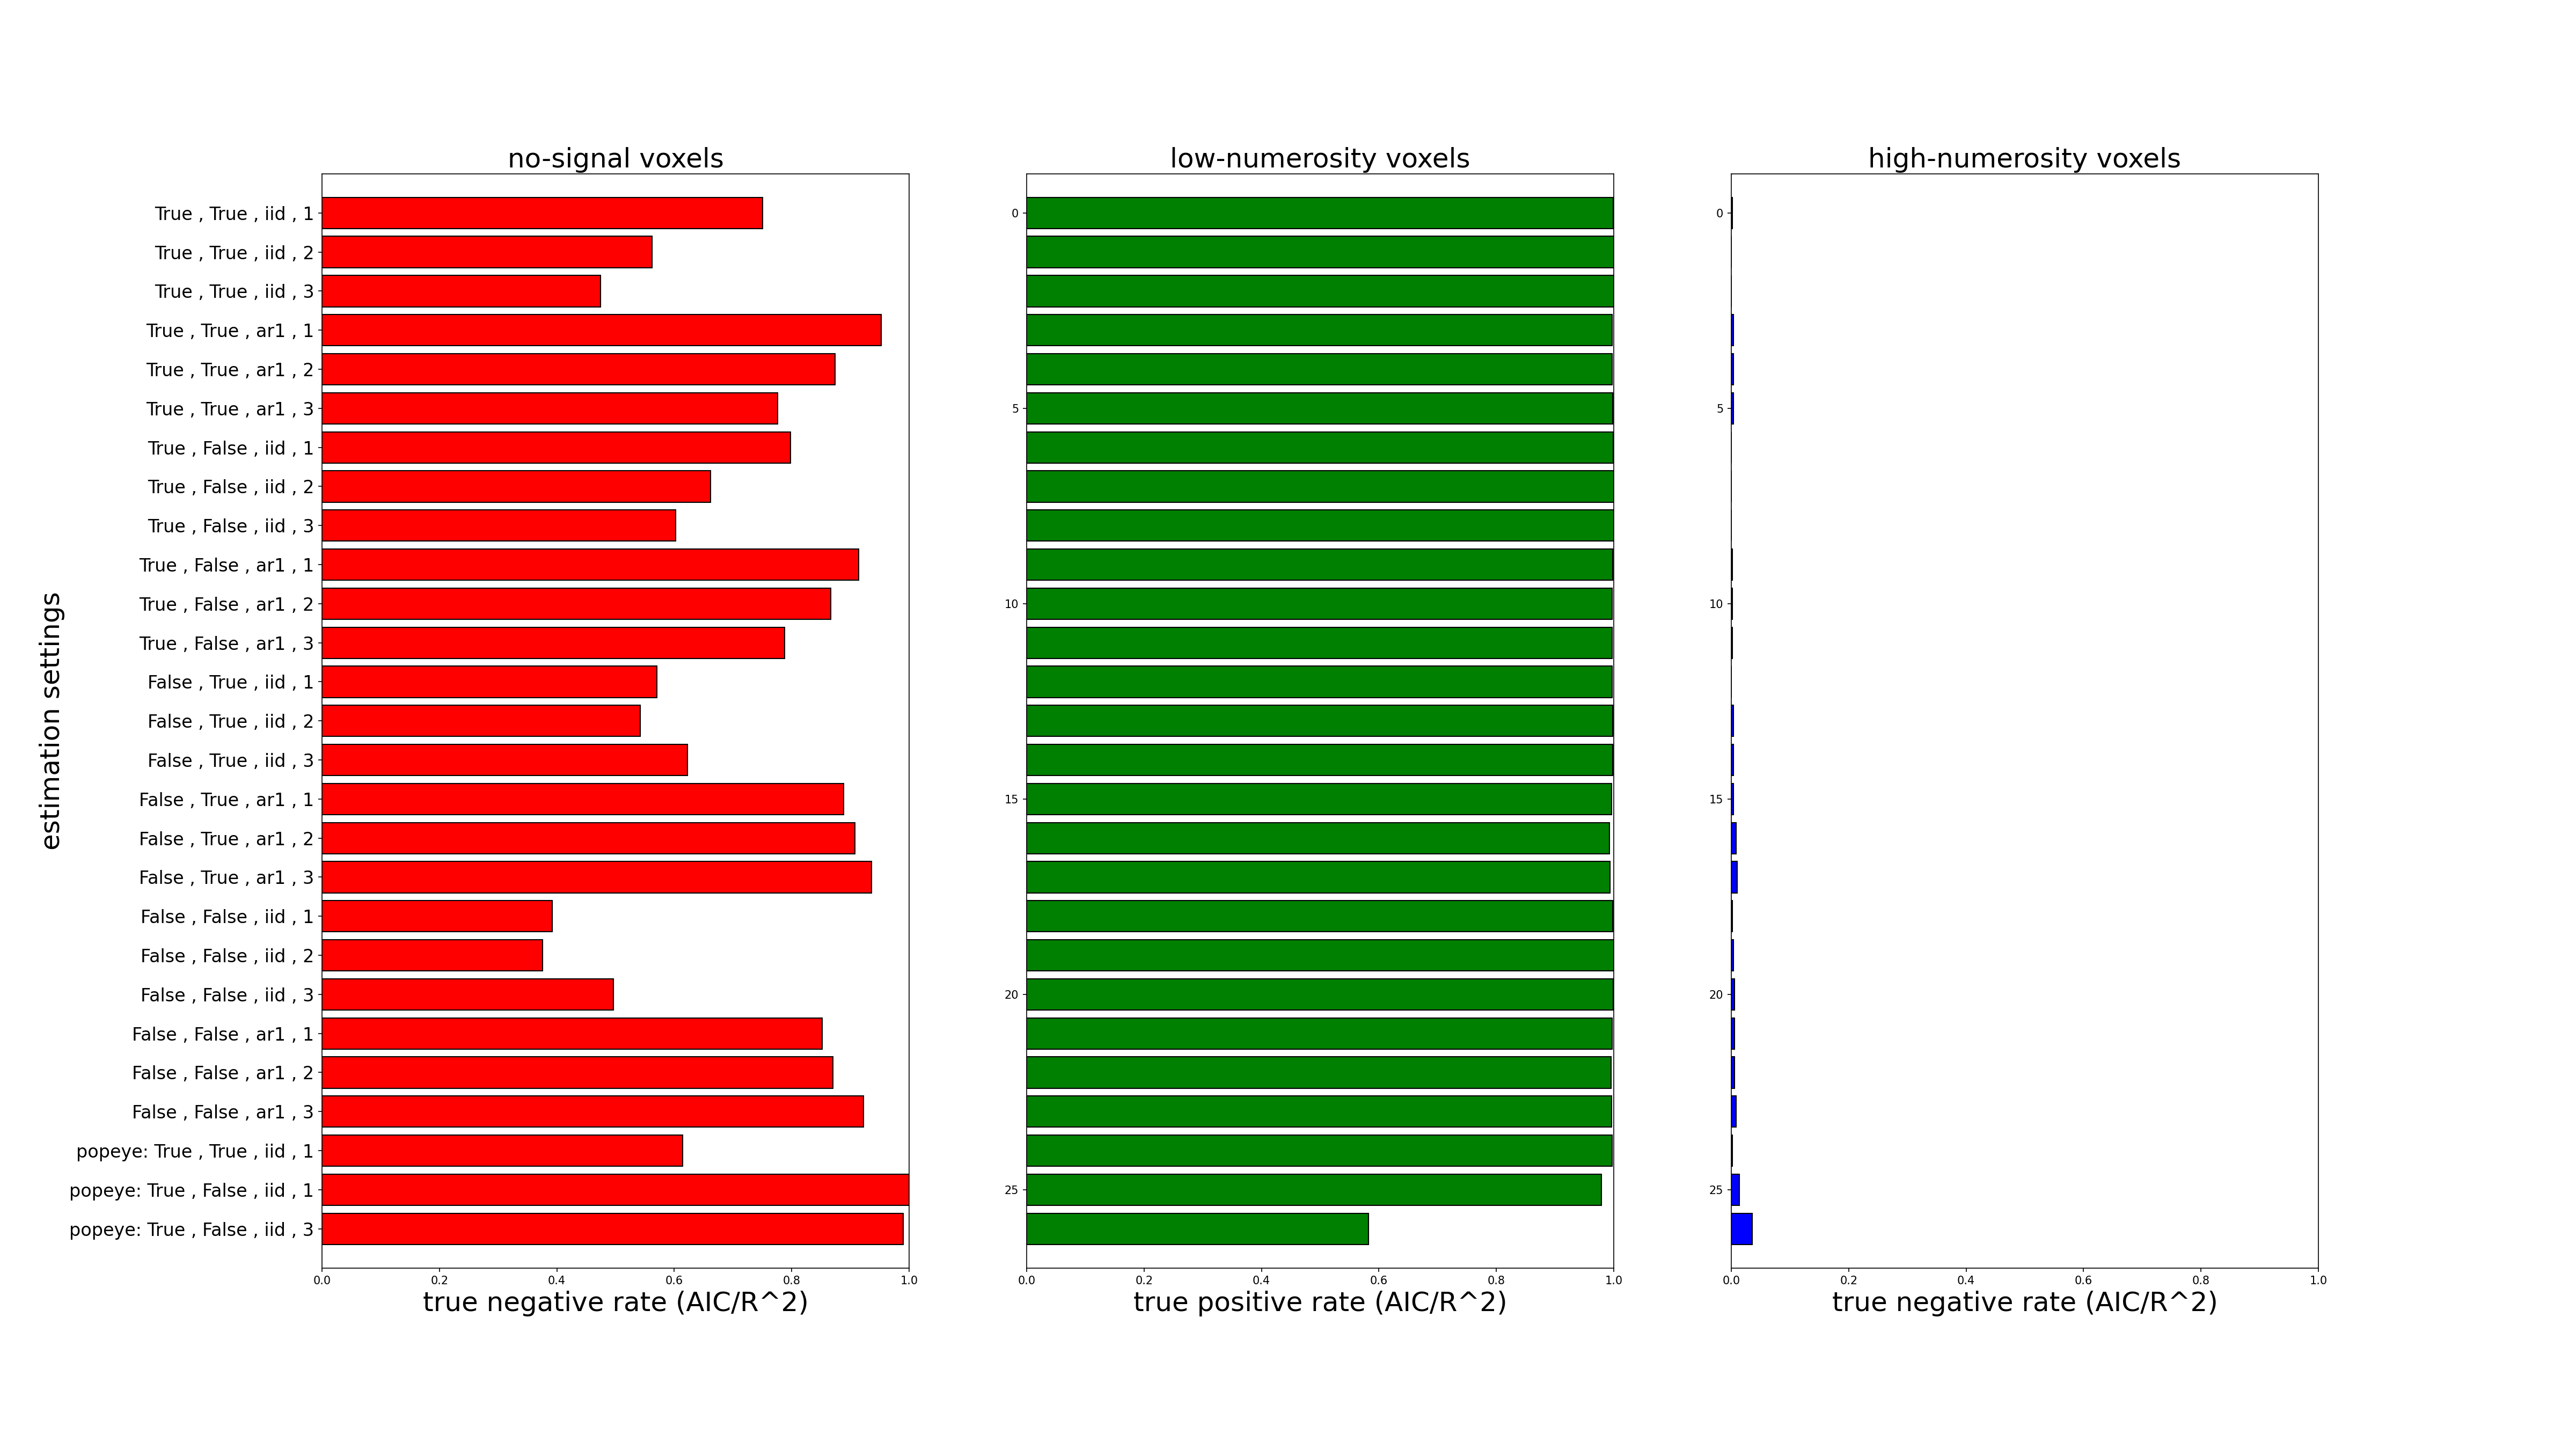 no-signal voxels
True , True , iid , 1
True , True , iid , 2
True , True , iid , 3
True , True , ar1 , 1
True , True , ar1 , 2
True , True , ar1 , 3
True , False , iid , 1
True , False , iid , 2
True , False , iid , 3
True , False , ar1 , 1
True , False , ar1 , 2
True , False , ar1 , 3
False , True , iid , 1
False , True , iid , 2
False , True , iid , 3
False , True , ar1 , 1
False , True , ar1 , 2
False , True , ar1 , 3
False , False , iid , 1
False , False , iid , 2
False , False , iid , 3
False , False , ar1 , 1
False , False , ar1 , 2
False , False , ar1 , 3
popeye: True , True , iid , 1
popeye: True , False , iid , 1
popeye: True , False , iid , 3
estimation settings
0.0 0.2 0.4 0.6 0.8 1.0
true negative rate (AIC/R^2)
low-numerosity voxels
0
5
10
15
20
25
0.0 0.2 0.4 0.6 0.8 1.0
true positive rate (AIC/R^2)
high-numerosity voxels
0
5
10
15
20
25
0.0 0.2 0.4 0.6 0.8 1.0
true negative rate (AIC/R^2)